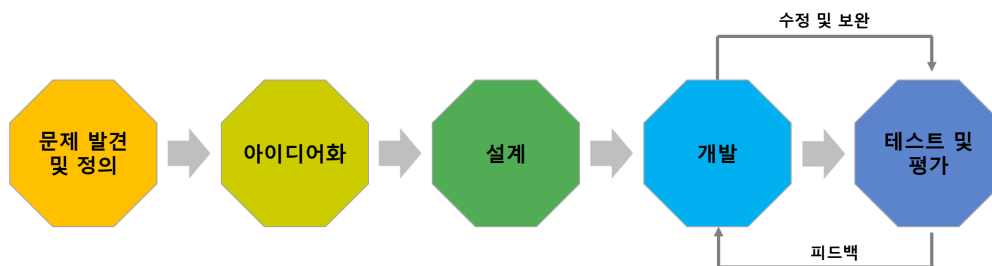 수정 및 보완
문제 발견
및 정의
아이디어화
설계
개발
테스트 및
평가
피드백